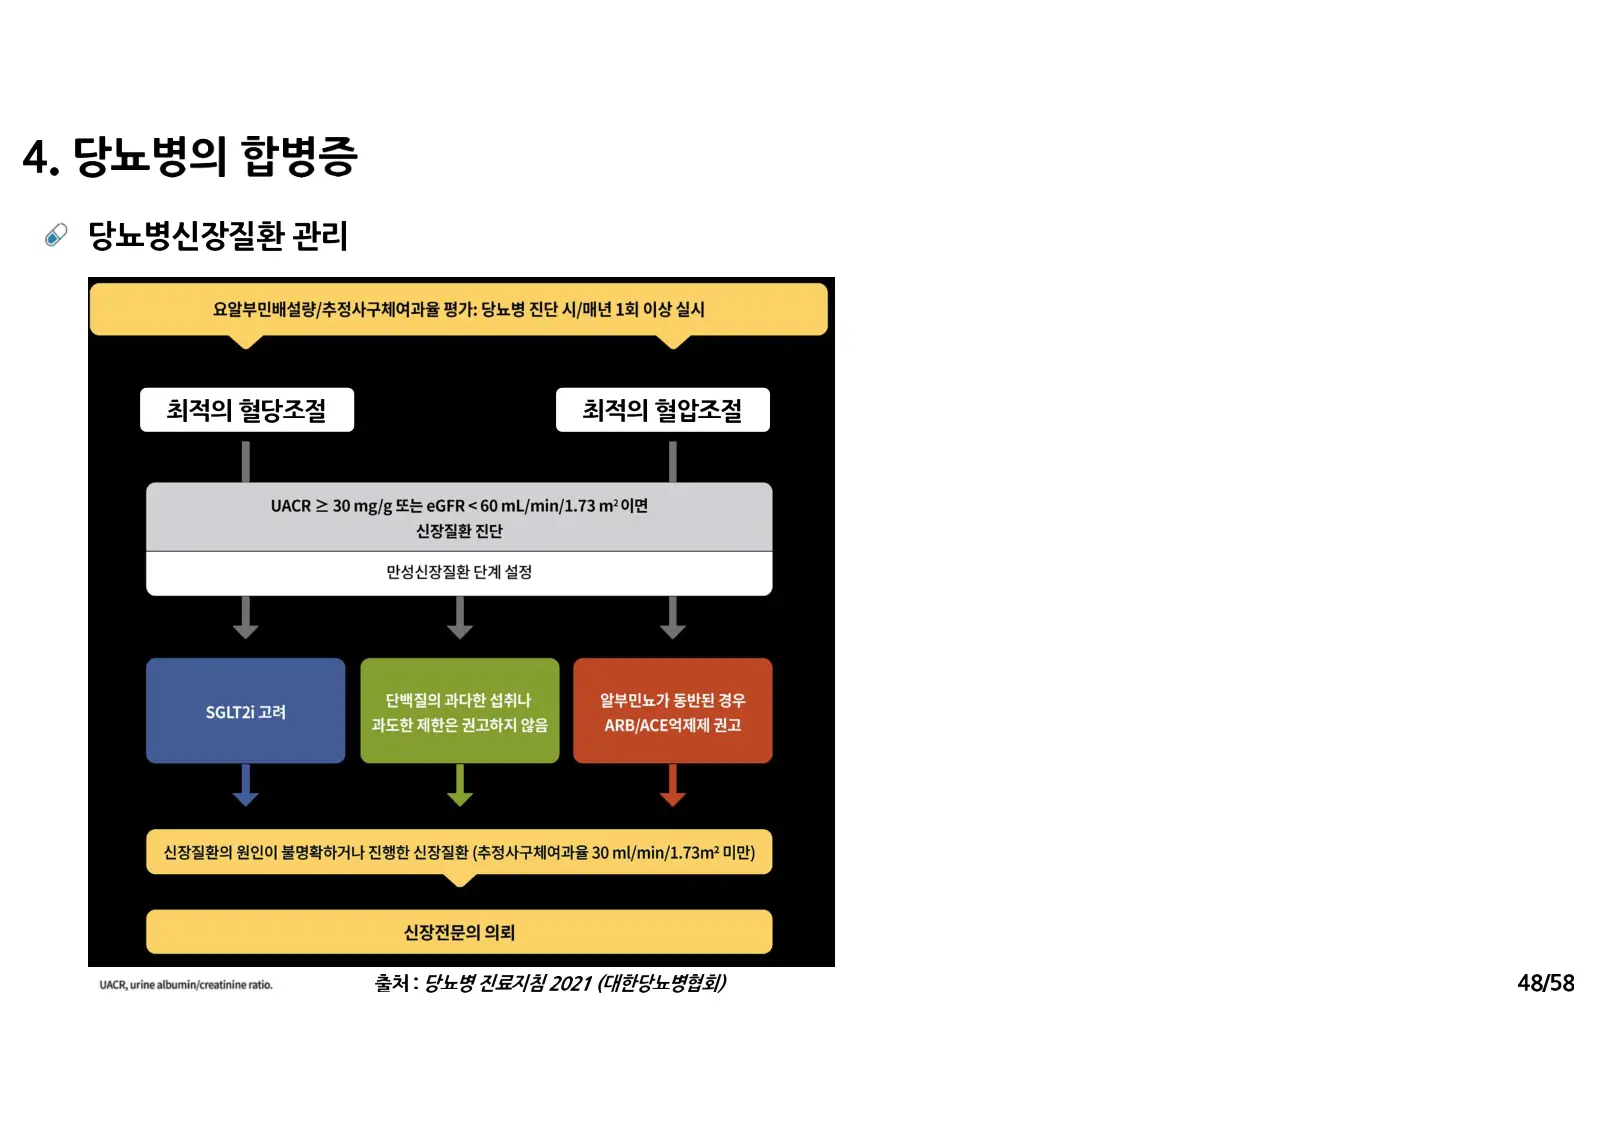 4. 당뇨병의 합병증
당뇨병신장질환 관리
요알부민배설량/추정사구체여과율 평가: 당뇨병 진단 시/매년 1회 이상 실시
최적의 혈당조절
최적의 혈압조절
UACR ≥ 30 mg/g 또는 eGFR < 60 mL/min/1.73 m² 이면
신장질환 진단
만성신장질환 단계 설정
SGLT2i 고려
단백질의 과다한 섭취나
과도한 제한은 권고하지 않음
알부민뇨가 동반된 경우
ARB/ACE억제제 권고
신장질환의 원인이 불명확하거나 진행한 신장질환 (추정사구체여과율 30 ml/min/1.73m² 미만)
신장전문의 의뢰
UACR, urine albumin/creatinine ratio.
출처 : 당뇨병 진료지침 2021 (대한당뇨병협회)
48/58